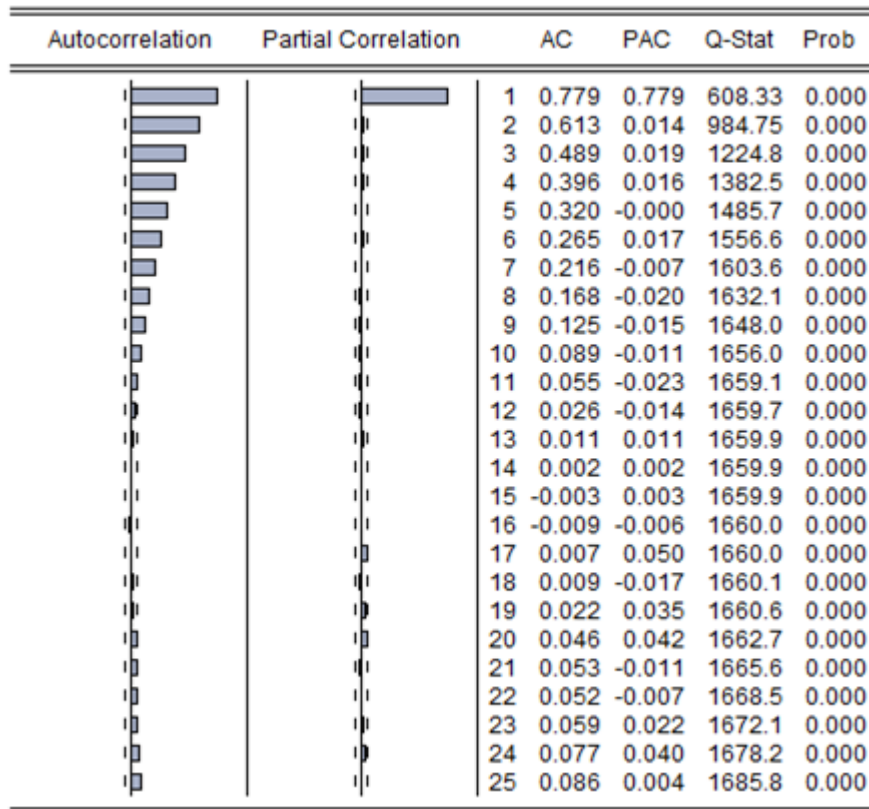 Autocorrelation Partial Correlation AC PAC Q-Stat Prob
1 0.779 0.779 608.33 0.000
2 0.613 0.014 984.75 0.000
3 0.489 0.019 1224.8 0.000
4 0.396 0.016 1382.5 0.000
5 0.320 -0.000 1485.7 0.000
6 0.265 0.017 1556.6 0.000
7 0.216 -0.007 1603.6 0.000
8 0.168 -0.020 1632.1 0.000
9 0.125 -0.015 1648.0 0.000
10 0.089 -0.011 1656.0 0.000
11 0.055 -0.023 1659.1 0.000
12 0.026 -0.014 1659.7 0.000
13 0.011 0.011 1659.9 0.000
14 0.002 0.002 1659.9 0.000
15 -0.003 0.003 1659.9 0.000
16 -0.009 -0.006 1660.0 0.000
17 0.007 0.050 1660.0 0.000
18 0.009 -0.017 1660.1 0.000
19 0.022 0.035 1660.6 0.000
20 0.046 0.042 1662.7 0.000
21 0.053 -0.011 1665.6 0.000
22 0.052 -0.007 1668.5 0.000
23 0.059 0.022 1672.1 0.000
24 0.077 0.040 1678.2 0.000
25 0.086 0.004 1685.8 0.000